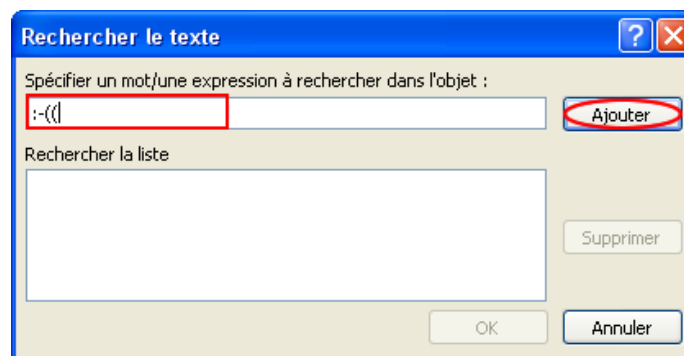 Rechercher le texte
Spécifier un mot/une expression à rechercher dans l'objet :
:-((
Ajouter
Rechercher la liste
Supprimer
OK
Annuler